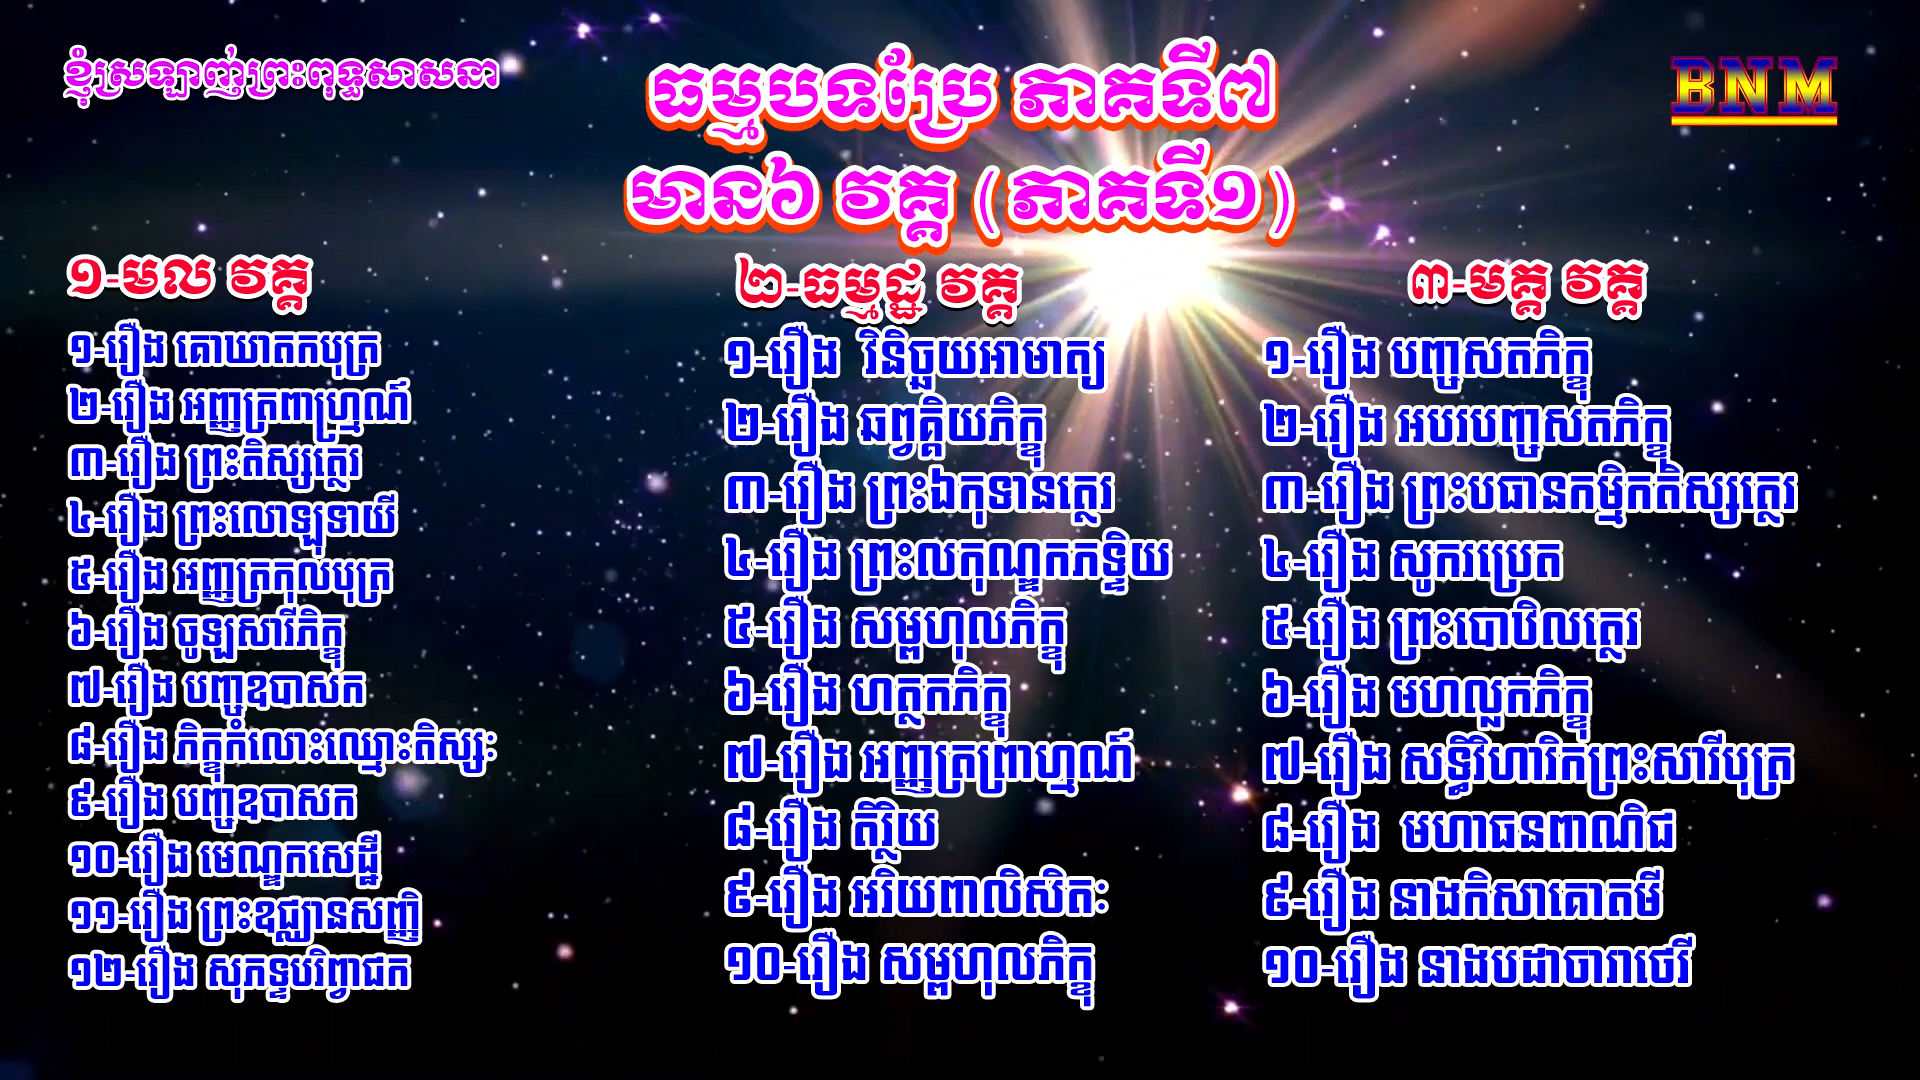 ខ្ញុំស្រឡាញ់ព្រះពុទ្ធសាសនា
ធម្មបទប្រែ ភាគទី៧
BNM
មាន៦ វគ្គ (ភាគទី១)
១-មល វគ្គ
១-រឿង គោឃាតកបុត្រ
២-រឿង អញ្ញត្រពាហ្រ្មណ៍
៣-រឿង ព្រះតិស្សត្ថេរ
៤-រឿង ព្រះលោឡុទាយី
៥-រឿង អញ្ញត្រកុលបុត្រ
៦-រឿង ចូឡសារីភិក្ខុ
៧-រឿង បញ្ចឧបាសក
៨-រឿង ភិក្ខុកំលោះឈ្មោះតិស្សៈ
៩-រឿង បញ្ចឧបាសក
១០-រឿង មេណ្ឌកសេដ្ឋី
១១-រឿង ព្រះឧជ្ឈានសញ្ញិ
១២-រឿង សុភទ្ទបរិព្វាជក
២-ធម្មដ្ឋ វគ្គ
១-រឿង វិនិច្ឆយអាមាត្យ
២-រឿង ឆព្វគ្គិយភិក្ខុ
៣-រឿង ព្រះឯកុទានត្ថេរ
៤-រឿង ព្រះលកុណ្ឌកភទ្ទិយ
៥-រឿង សម្ពហុលភិក្ខុ
៦-រឿង ហត្ថកភិក្ខុ
៧-រឿង អញ្ញត្រព្រាហ្មណ៍
៨-រឿង តិរ្ថិយ
៩-រឿង អរិយពាលិសិតៈ
១០-រឿង សម្ពហុលភិក្ខុ
៣-មគ្គ វគ្គ
១-រឿង បញ្ចសតភិក្ខុ
២-រឿង អបរបញ្ចសតភិក្ខុ
៣-រឿង ព្រះបធានកម្មិកតិស្សត្ថេរ
៤-រឿង សូករប្រេត
៥-រឿង ព្រះបោឋិលត្ថេរ
៦-រឿង មហល្លកភិក្ខុ
៧-រឿង សទ្ធិវិហារិកព្រះសារីបុត្រ
៨-រឿង មហាធនពាណិជ
៩-រឿង នាងកិសាគោតមី
១០-រឿង នាងបដាចារាថេរី